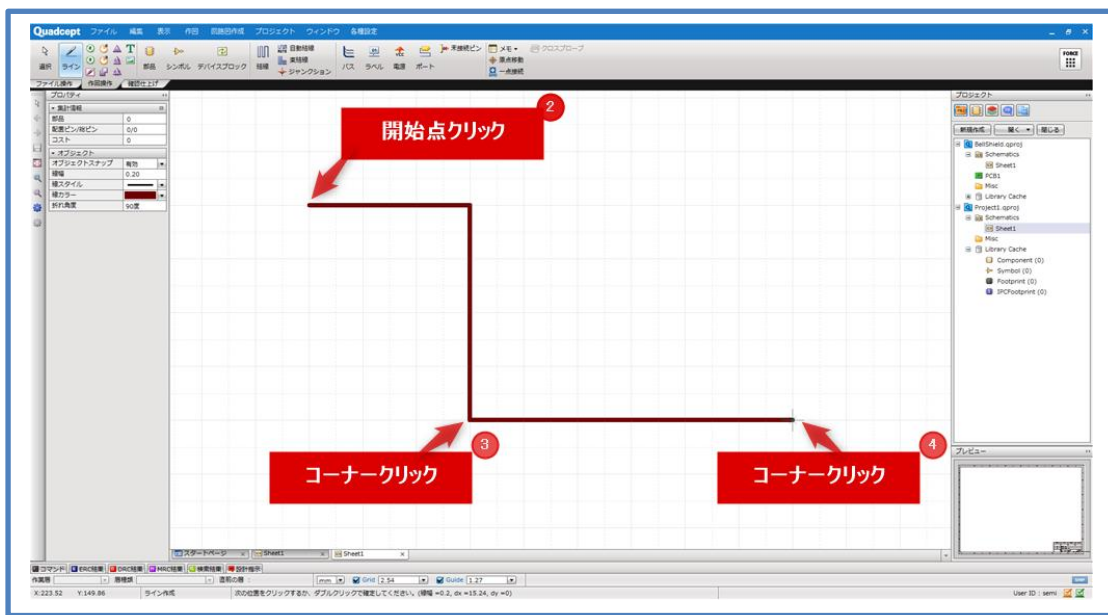 Quadcept ファイル 編集 表示 作図 回路図作成 プロジェクト ウィンドウ 各種設定
選択 ライン 部品 シンボル デバイスブロック 結線 自動結線 束結線 ジャンクション バス ラベル 電源 ポート 未接続ピン メモ 原点移動 一点接続 クロスプローブ FORCE
ファイル操作 作図操作 確認仕上げ
プロパティ
集計情報
部品 0
配置ピン/総ピン 0/0
コスト 0
オブジェクト
オブジェクトスナップ 有効
線幅 0.20
線スタイル
線カラー
折れ角度 90度
2
開始点クリック
3
コーナークリック
4
コーナークリック
プロジェクト
新規作成 開く 閉じる
BellShield.qproj
Schematics
Sheet1
PCB1
Misc
Library Cache
Project1.qproj
Schematics
Sheet1
Misc
Library Cache
Component (0)
Symbol (0)
Footprint (0)
IPCFootprint (0)
プレビュー
スタートページ x Sheet1 x Sheet1 x
コマンド ERC結果 DRC結果 MRC結果 検索結果 設計指示
作業層 層種類 直前の層 : mm Grid 2.54 Guide 1.27
X:223.52 Y:149.86 ライン作成 次の位置をクリックするか、ダブルクリックで確定してください。(線幅 =0.2, dx =15.24, dy =0) User ID : semi